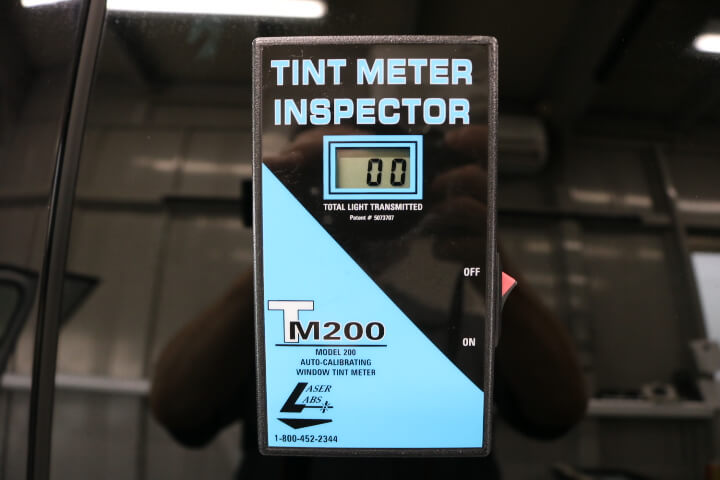 TINT METER
INSPECTOR
00
TOTAL LIGHT TRANSMITTED
Patent # 5073707
OFF
ON
TM200
MODEL 200
AUTO-CALIBRATING
WINDOW TINT METER
LASER
LABS
1-800-452-2344